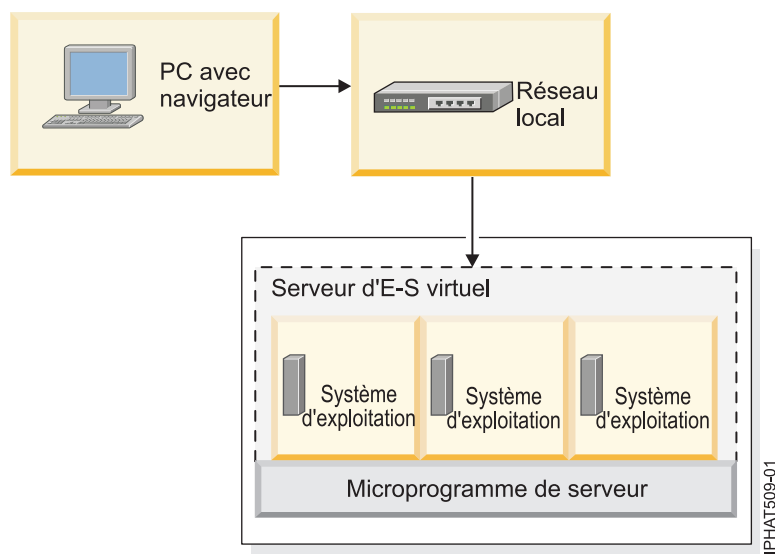 PC avec
navigateur
Réseau
local
Serveur d'E-S virtuel
Système
d'exploitation
Système
d'exploitation
Système
d'exploitation
Microprogramme de serveur
IPHAT509-01